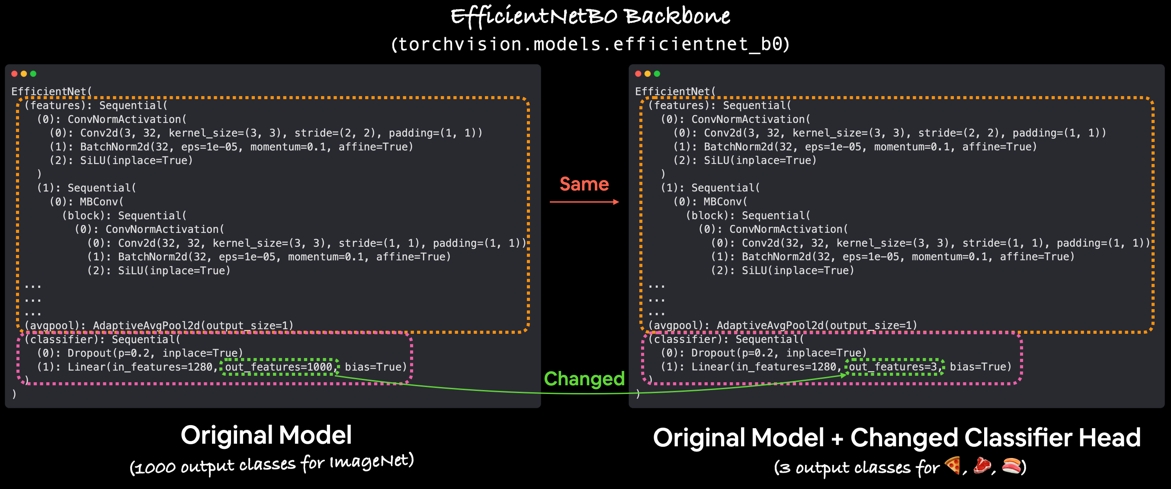 EfficientNetB0 Backbone
(torchvision.models.efficientnet_b0)
EfficientNet(
(features): Sequential(
(0): ConvNormActivation(
(0): Conv2d(3, 32, kernel_size=(3, 3), stride=(2, 2), padding=(1, 1))
(1): BatchNorm2d(32, eps=1e-05, momentum=0.1, affine=True)
(2): SiLU(inplace=True)
)
(1): Sequential(
(0): MBConv(
(block): Sequential(
(0): ConvNormActivation(
(0): Conv2d(32, 32, kernel_size=(3, 3), stride=(1, 1), padding=(1, 1))
(1): BatchNorm2d(32, eps=1e-05, momentum=0.1, affine=True)
(2): SiLU(inplace=True)
...
...
...
(avgpool): AdaptiveAvgPool2d(output_size=1)
(classifier): Sequential(
(0): Dropout(p=0.2, inplace=True)
(1): Linear(in_features=1280, out_features=1000, bias=True)
)
)
Original Model
(1000 output classes for ImageNet)
Same
Changed
EfficientNet(
(features): Sequential(
(0): ConvNormActivation(
(0): Conv2d(3, 32, kernel_size=(3, 3), stride=(2, 2), padding=(1, 1))
(1): BatchNorm2d(32, eps=1e-05, momentum=0.1, affine=True)
(2): SiLU(inplace=True)
)
(1): Sequential(
(0): MBConv(
(block): Sequential(
(0): ConvNormActivation(
(0): Conv2d(32, 32, kernel_size=(3, 3), stride=(1, 1), padding=(1, 1))
(1): BatchNorm2d(32, eps=1e-05, momentum=0.1, affine=True)
(2): SiLU(inplace=True)
...
...
...
(avgpool): AdaptiveAvgPool2d(output_size=1)
(classifier): Sequential(
(0): Dropout(p=0.2, inplace=True)
(1): Linear(in_features=1280, out_features=3, bias=True)
)
)
Original Model + Changed Classifier Head
(3 output classes for 🍕, 🥩, 🍣)